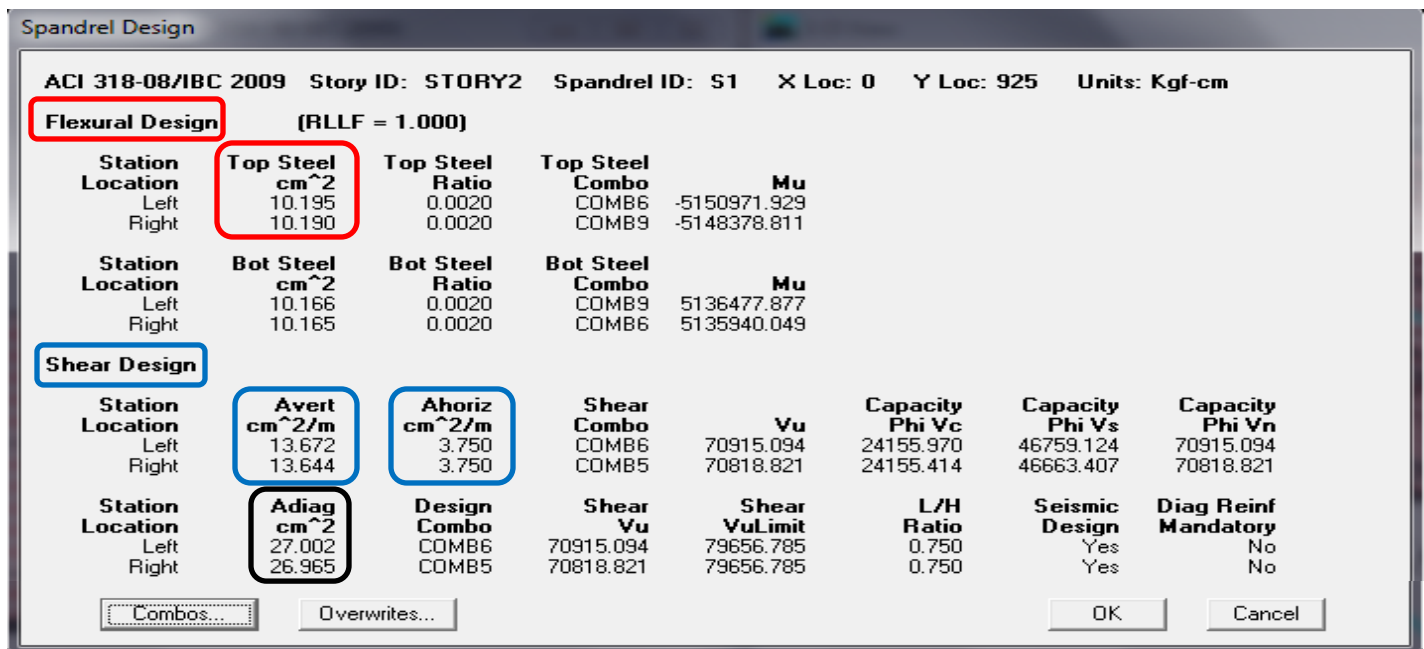 Spandrel Design
ACI 318-08/IBC 2009 Story ID: STORY2 Spandrel ID: S1 X Loc: 0 Y Loc: 925 Units: Kgf-cm
Flexural Design (RLLF = 1.000)
Station Top Steel Top Steel Top Steel
Location cm^2 Ratio Combo Mu
Left 10.195 0.0020 COMB6 -5150971.929
Right 10.190 0.0020 COMB9 -5148378.811
Station Bot Steel Bot Steel Bot Steel
Location cm^2 Ratio Combo Mu
Left 10.166 0.0020 COMB9 5136477.877
Right 10.165 0.0020 COMB6 5135940.049
Shear Design
Station Avert Ahoriz Shear Capacity Capacity Capacity
Location cm^2/m cm^2/m Combo Vu Phi Vc Phi Vs Phi Vn
Left 13.672 3.750 COMB6 70915.094 24155.970 46759.124 70915.094
Right 13.644 3.750 COMB5 70818.821 24155.414 46663.407 70818.821
Station Adiag Design Shear Shear L/H Seismic Diag Reinf
Location cm^2 Combo Vu VuLimit Ratio Design Mandatory
Left 27.002 COMB6 70915.094 79656.785 0.750 Yes No
Right 26.965 COMB5 70818.821 79656.785 0.750 Yes No
Combos... Overwrites... OK Cancel